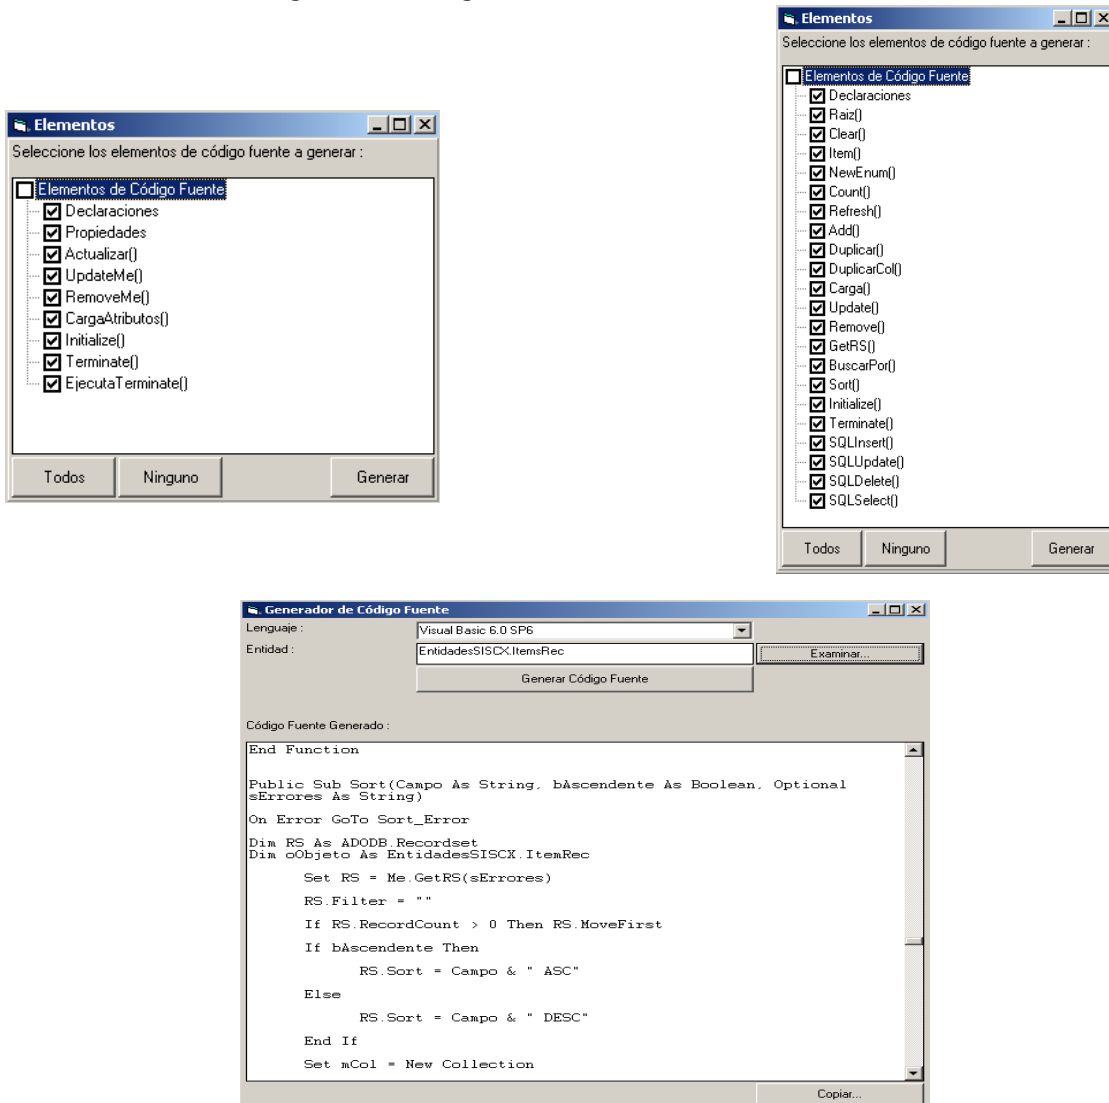 Elementos
Seleccione los elementos de código fuente a generar :
Elementos de Código Fuente
Declaraciones
Propiedades
Actualizar()
UpdateMe()
RemoveMe()
CargaAtributos()
Initialize()
Terminate()
EjecutaTerminate()
Todos Ninguno Generar
Elementos
Seleccione los elementos de código fuente a generar :
Elementos de Código Fuente
Declaraciones
Raiz()
Clear()
Item()
NewEnum()
Count()
Refresh()
Add()
Duplicar()
DuplicarCol()
Carga()
Update()
Remove()
GetRS()
BuscarPor()
Sort()
Initialize()
Terminate()
SQLInsert()
SQLUpdate()
SQLDelete()
SQLSelect()
Todos Ninguno Generar
Generador de Código Fuente
Lenguaje : Visual Basic 6.0 SP6
Entidad : EntidadesSISCX.ItemsRec Examinar...
Generar Código Fuente
Código Fuente Generado :
End Function
Public Sub Sort(Campo As String, bAscendente As Boolean, Optional
sErrores As String)
On Error GoTo Sort_Error
Dim RS As ADODB.Recordset
Dim oObjeto As EntidadesSISCX.ItemRec
Set RS = Me.GetRS(sErrores)
RS.Filter = ""
If RS.RecordCount > 0 Then RS.MoveFirst
If bAscendente Then
RS.Sort = Campo & " ASC"
Else
RS.Sort = Campo & " DESC"
End If
Set mCol = New Collection
Copiar...